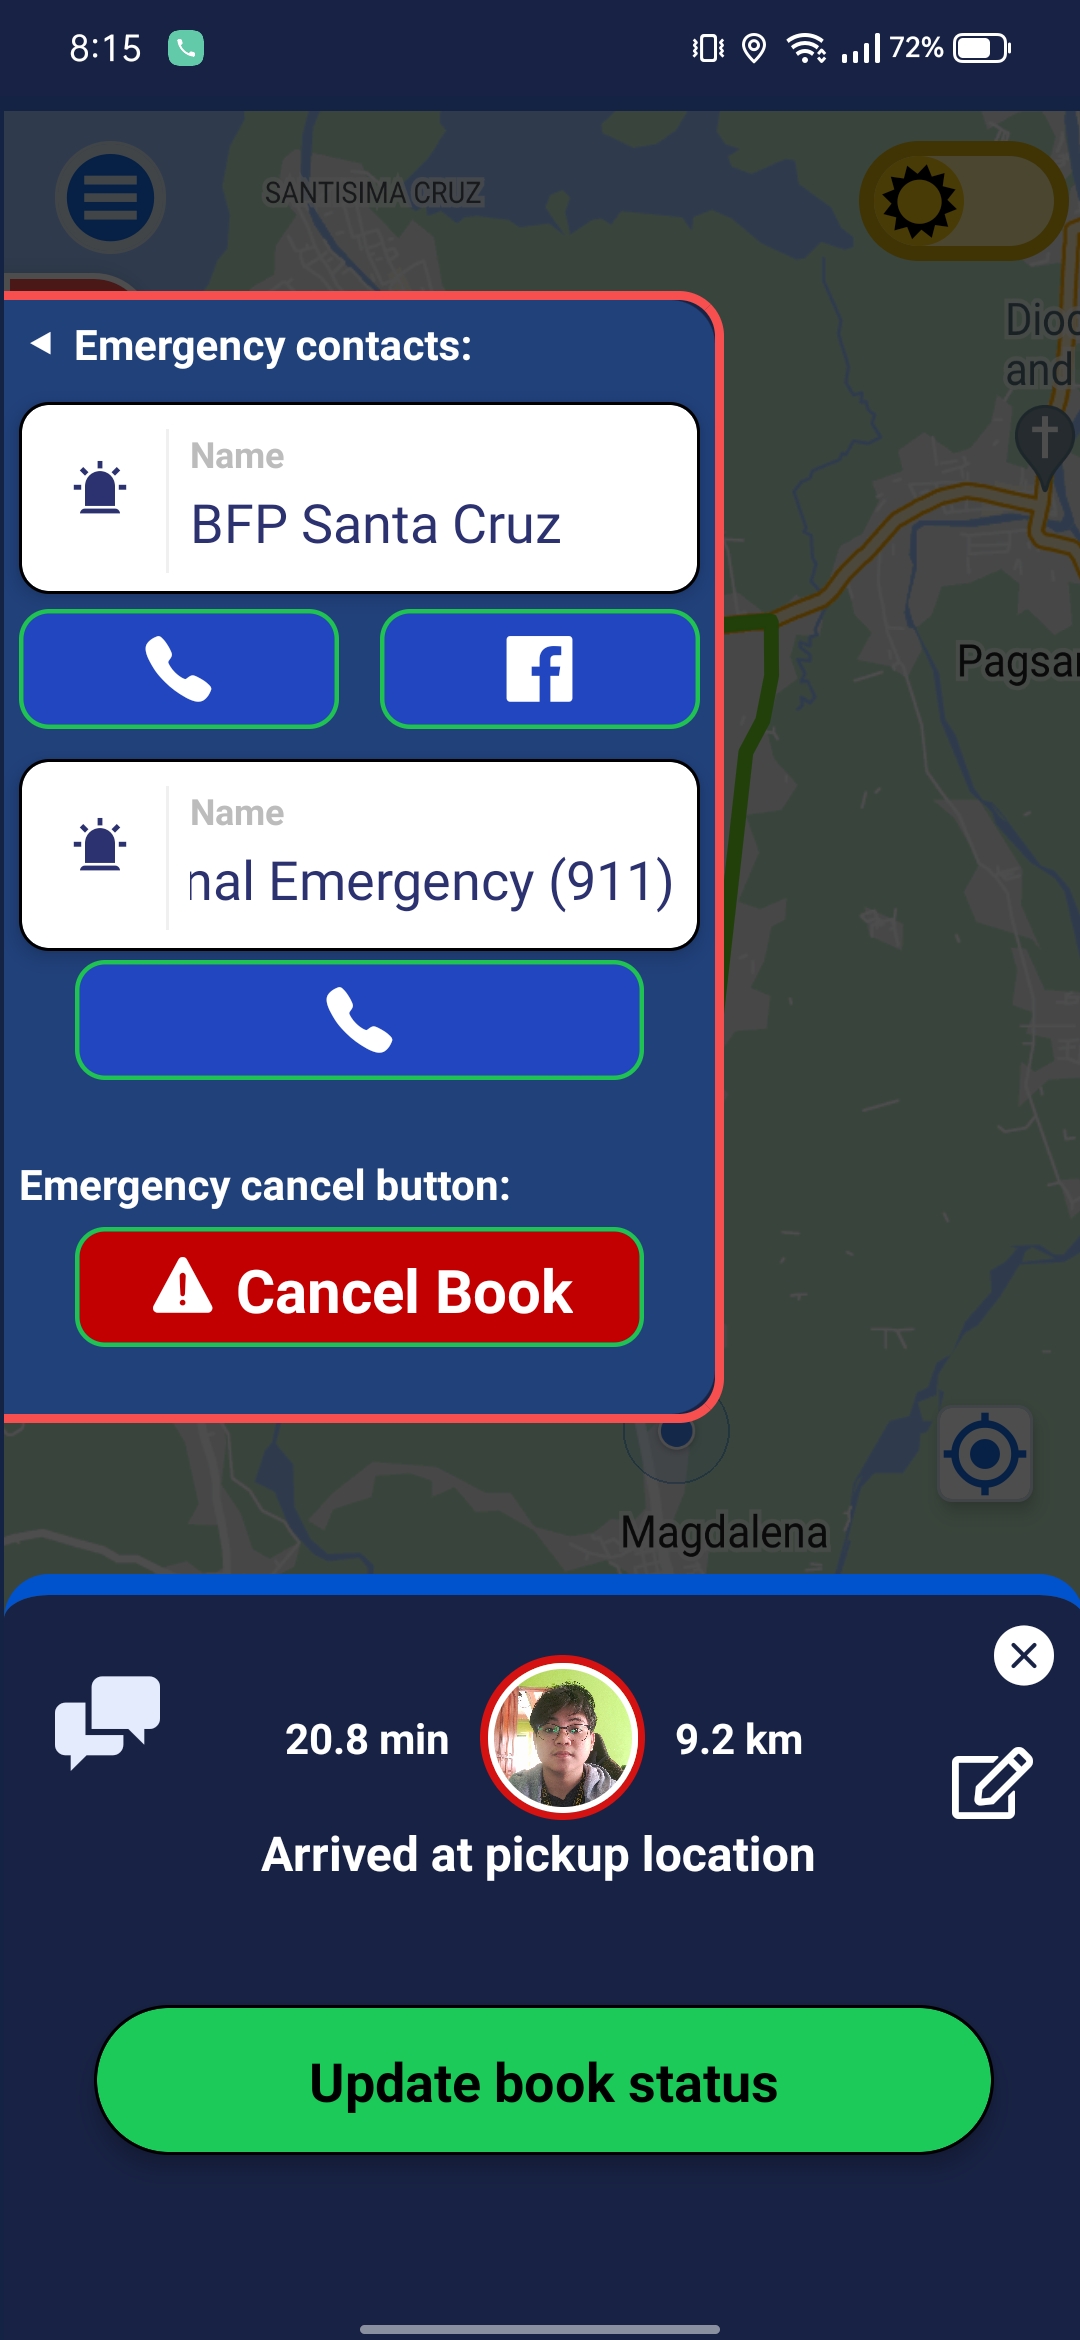 8:15
72%
SANTISIMA CRUZ
Emergency contacts:
Name
BFP Santa Cruz
Name
nal Emergency (911)
Emergency cancel button:
Cancel Book
Dioc
and
Pagsa
Magdalena
20.8 min
9.2 km
Arrived at pickup location
Update book status